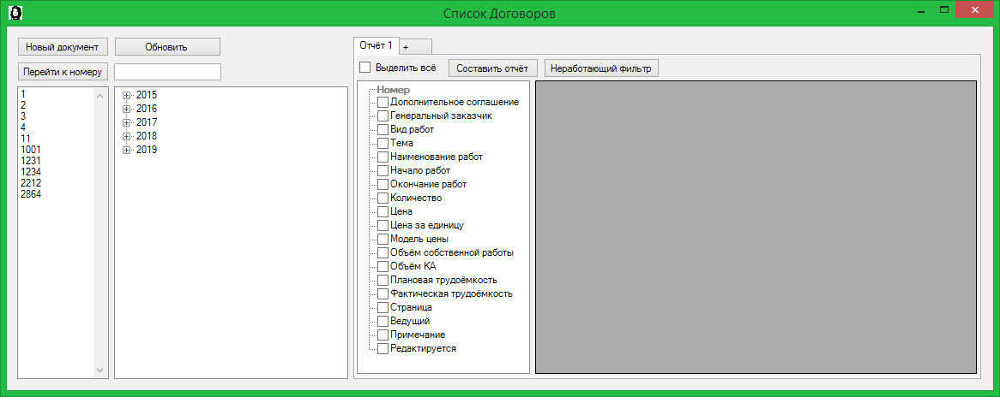 Список Договоров
Новый документ
Обновить
Перейти к номеру
1
2
3
4
11
1001
1231
1234
2212
2864
2015
2016
2017
2018
2019
Отчёт 1
+
Выделить всё
Составить отчёт
Неработающий фильтр
Номер
Дополнительное соглашение
Генеральный заказчик
Вид работ
Тема
Наименование работ
Начало работ
Окончание работ
Количество
Цена
Цена за единицу
Модель цены
Объём собственной работы
Объём КА
Плановая трудоёмкость
Фактическая трудоёмкость
Страница
Ведущий
Примечание
Редактируется